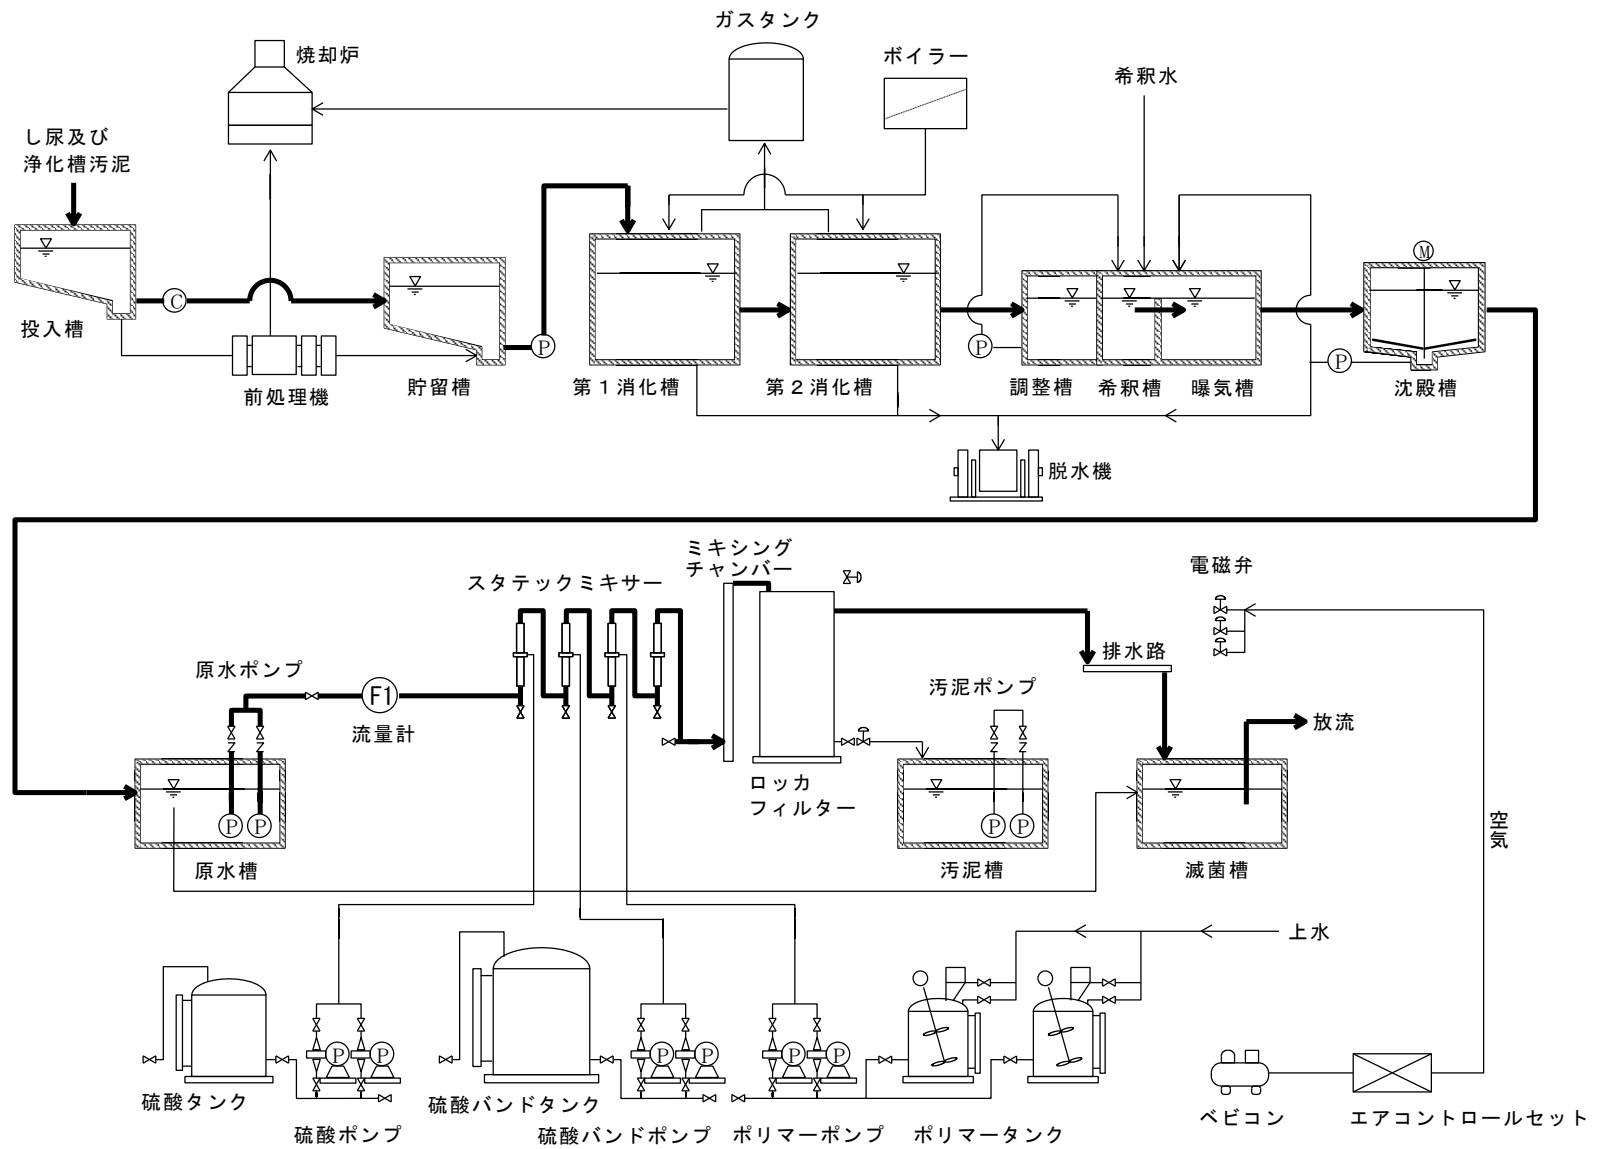 ガスタンク
焼却炉
ボイラー
希釈水
し尿及び
浄化槽汚泥
M
C
投入槽
P
P
P
前処理機
貯留槽
第1消化槽
第2消化槽
調整槽
希釈槽
曝気槽
沈殿槽
脱水機
ミキシング
チャンバー
スタテックミキサー
電磁弁
原水ポンプ
F1
流量計
排水路
汚泥ポンプ
放流
ロッカ
フィルター
P
P
P
P
空気
原水槽
汚泥槽
滅菌槽
上水
P
P
P
P
P
P
硫酸タンク
硫酸バンドタンク
ベビコン
エアコントロールセット
硫酸ポンプ
硫酸バンドポンプ
ポリマーポンプ
ポリマータンク